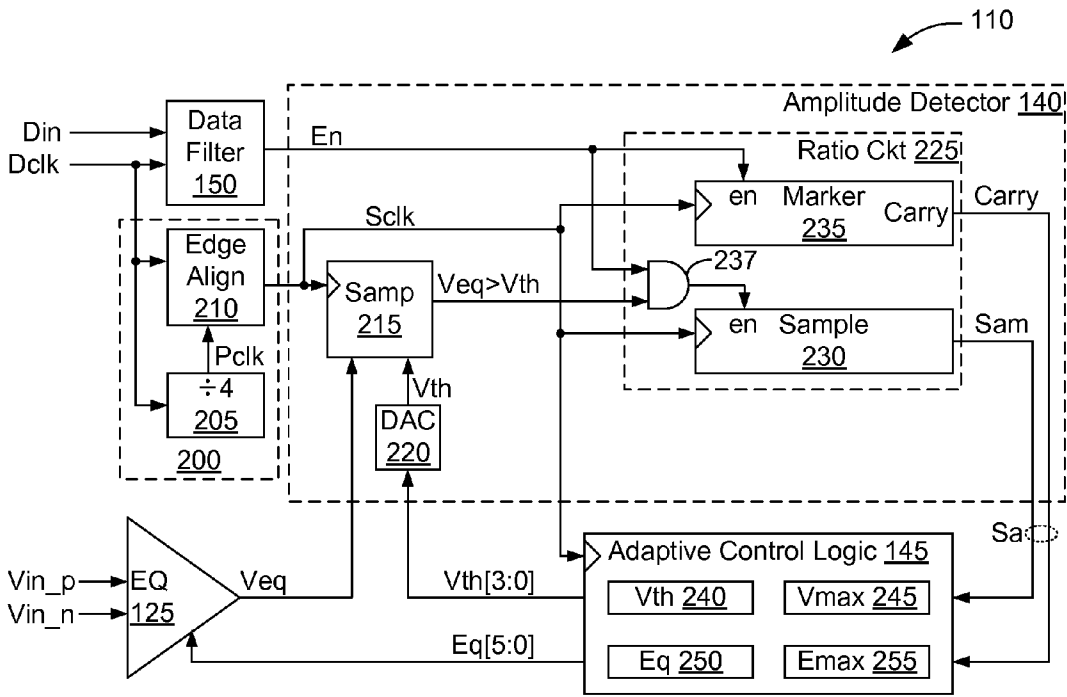 110
Amplitude Detector 140
Din
Dclk
Data
Filter
150
En
Ratio Ckt 225
en
Marker
235
Carry
Carry
Sclk
Edge
Align
210
Samp
215
Veq>Vth
237
en
Sample
230
Sam
Pclk
÷4
205
200
Vth
DAC
220
Sa
Vin_p
Vin_n
EQ
125
Veq
Vth[3:0]
Eq[5:0]
Adaptive Control Logic 145
Vth 240
Vmax 245
Eq 250
Emax 255